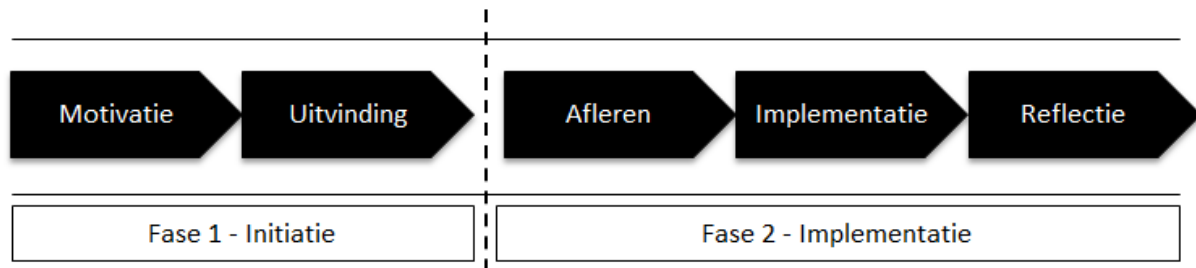 Motivatie
Uitvinding
Afleren
Implementatie
Reflectie
Fase 1 - Initiatie
Fase 2 - Implementatie